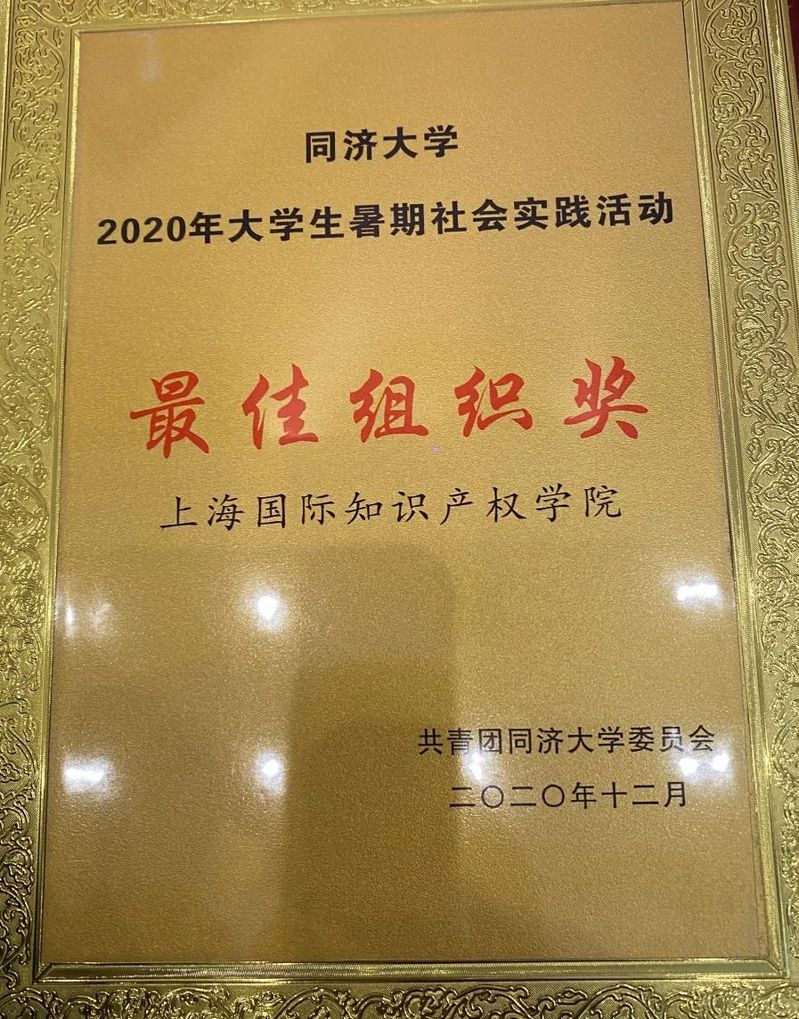 同济大学
2020年大学生暑期社会实践活动
最佳组织奖
上海国际知识产权学院
共青团同济大学委员会
二〇二〇年十二月